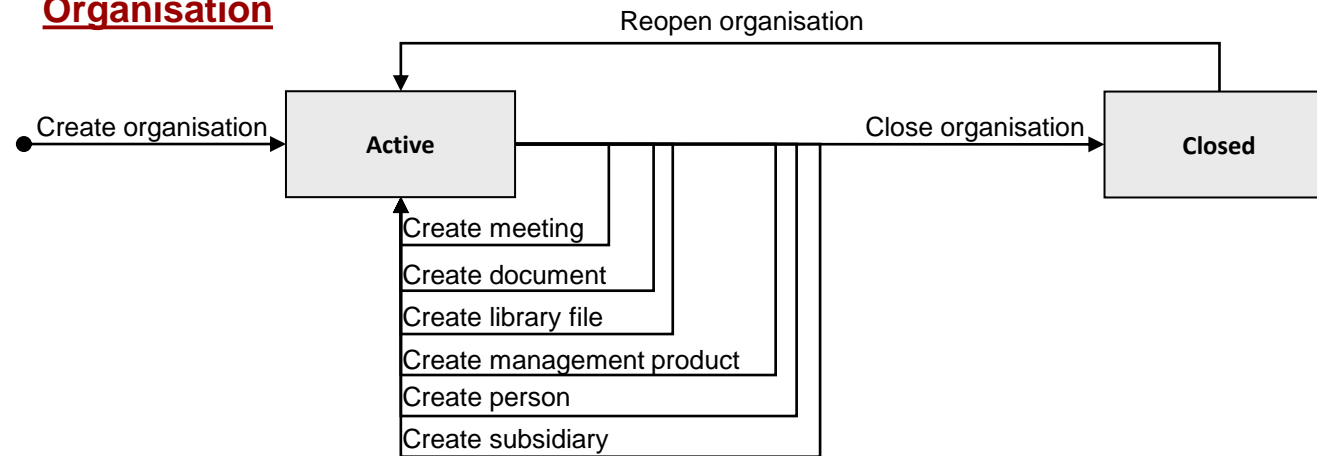 Organisation
Reopen organisation
Create organisation
Active
Close organisation
Closed
Create meeting
Create document
Create library file
Create management product
Create person
Create subsidiary